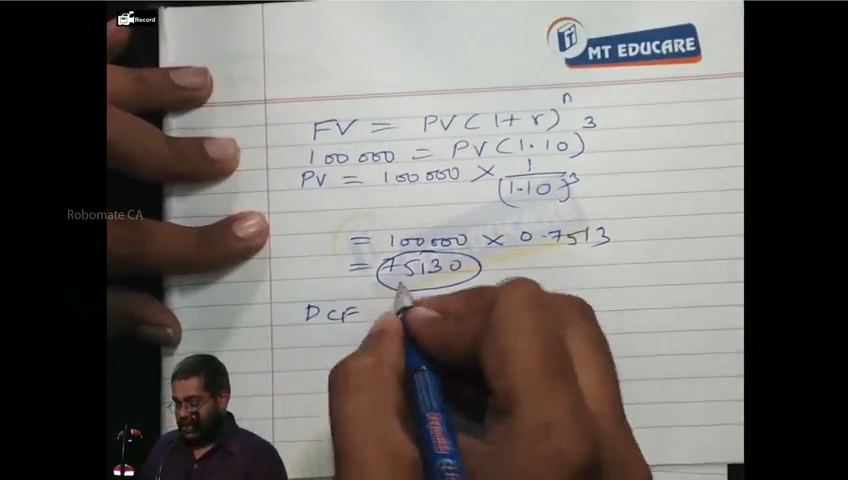 Record
MT EDUCARE
FV = PV(1+r)^n
100000 = PV(1.10)^3
PV = 100000 × 1/(1.10)^3
Robomate CA
= 100000 × 0.7513
= 75130
DCF